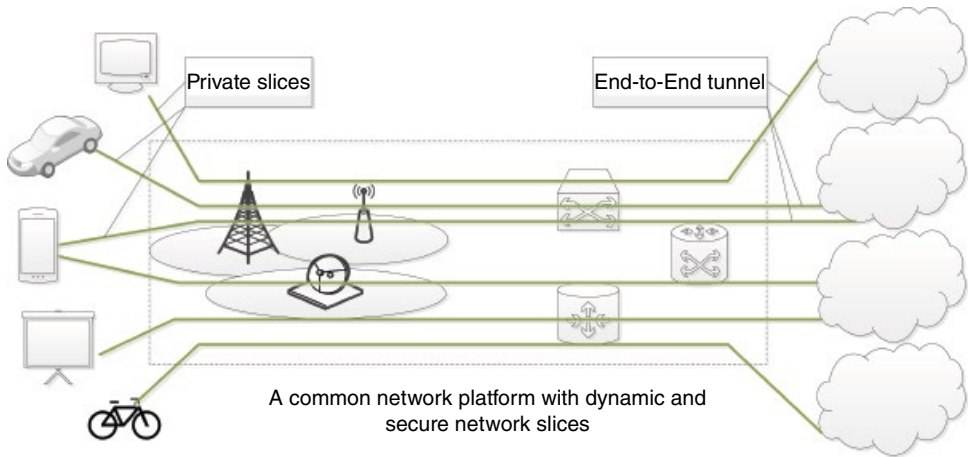 Private slices
End-to-End tunnel
A common network platform with dynamic and
secure network slices